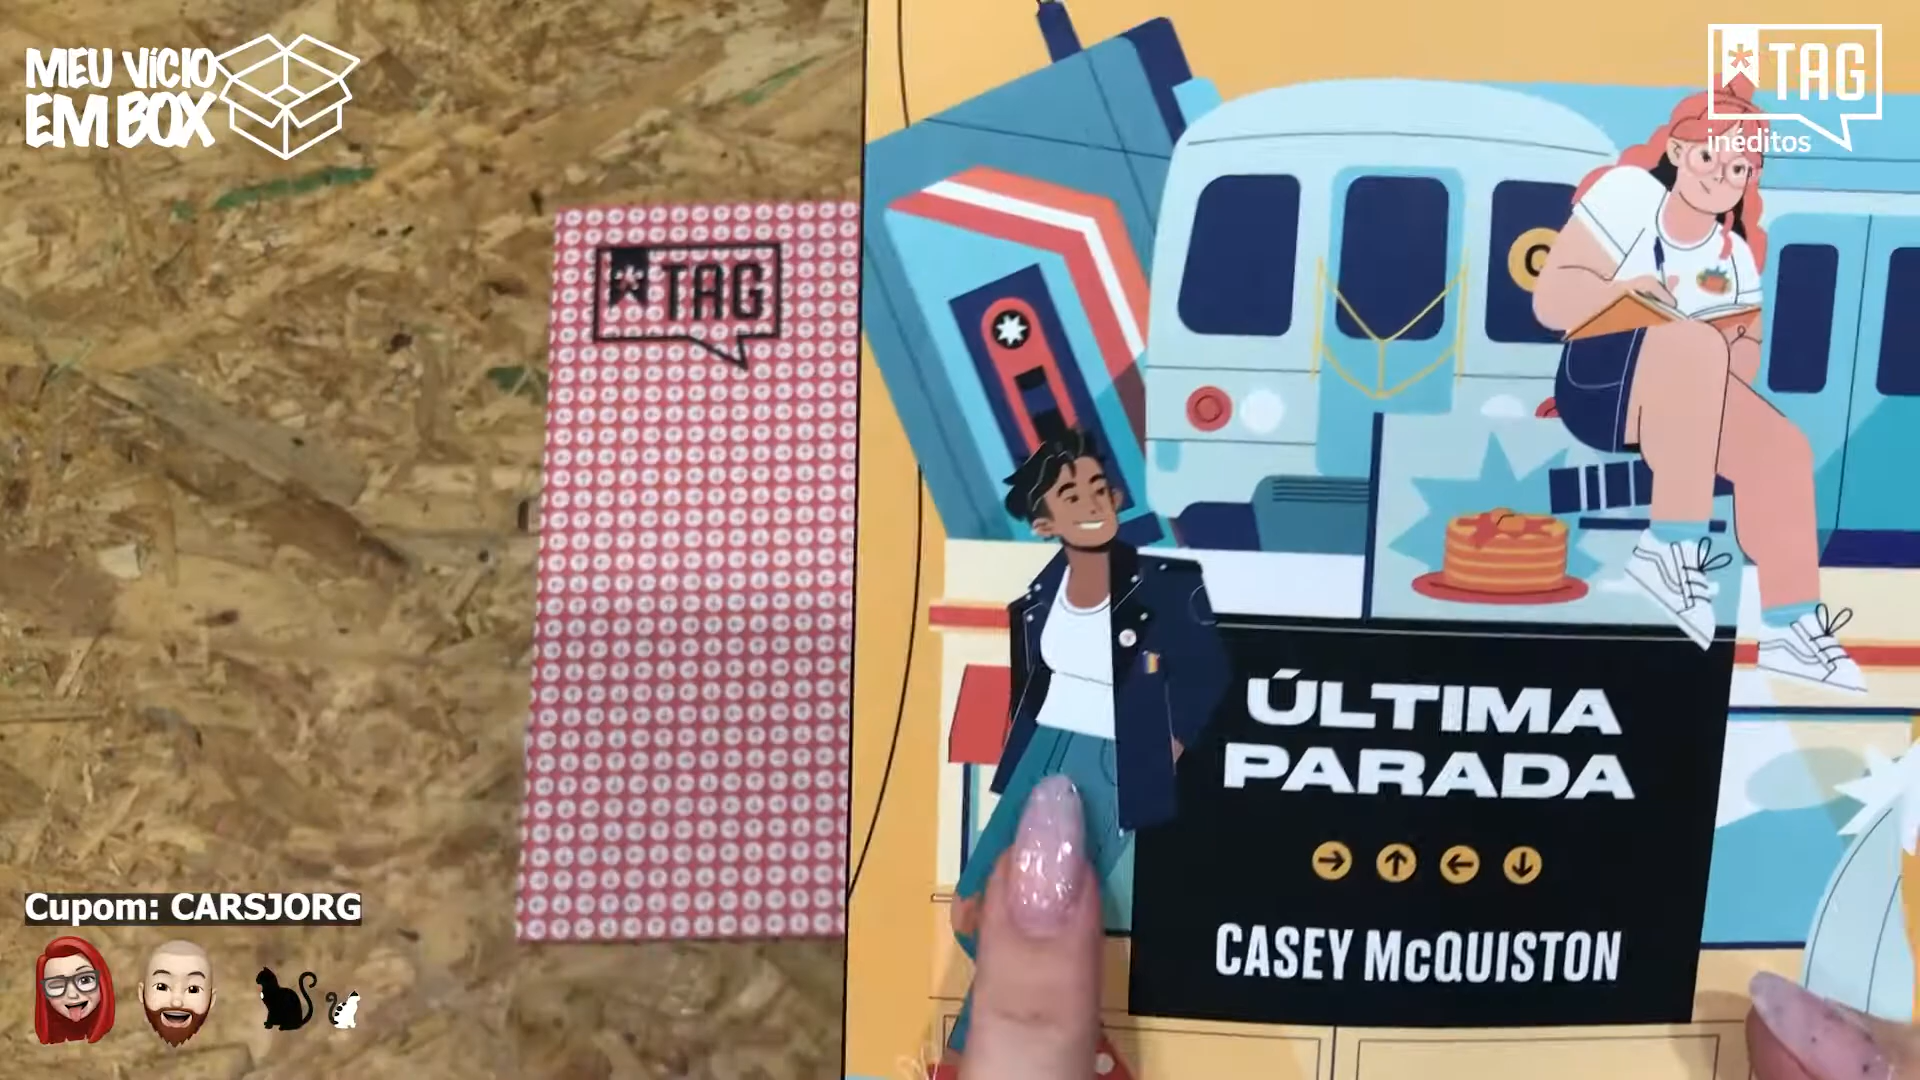 MEU VÍCIO
EM BOX
TAG
inéditos
TAG
ÚLTIMA
PARADA
CASEY McQUISTON
Cupom: CARSJORG